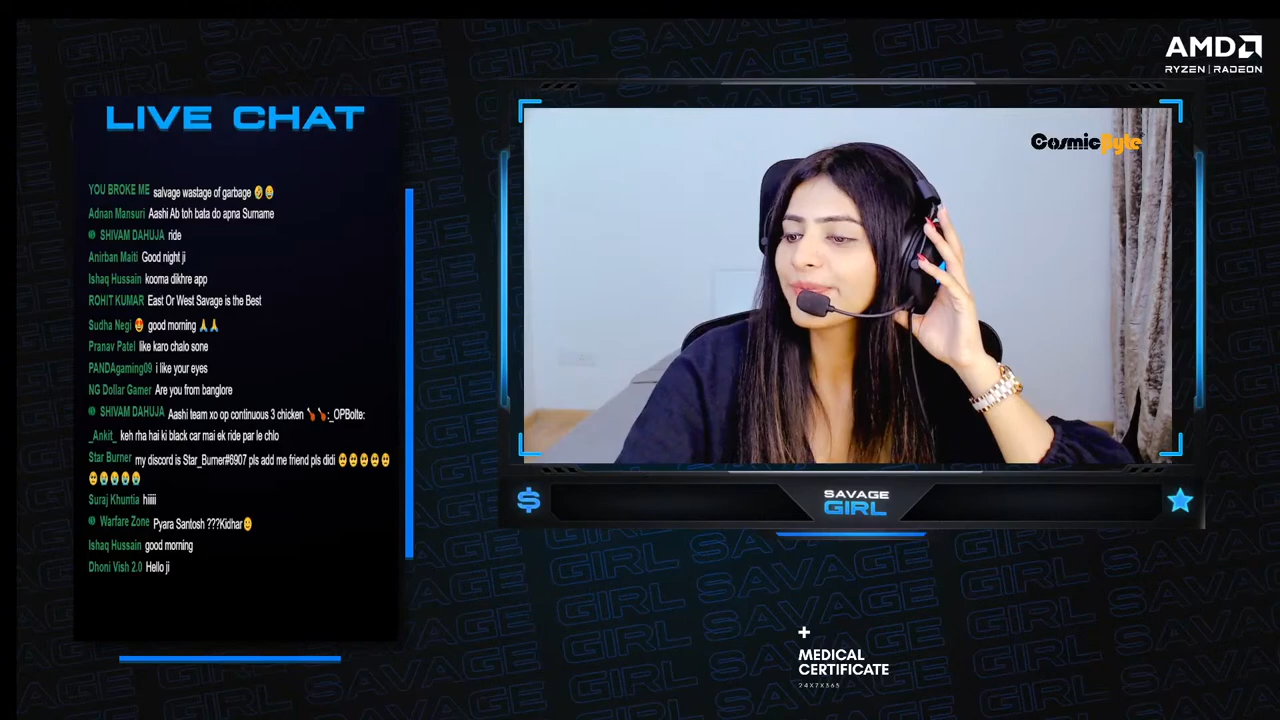 AMD
RYZEN | RADEON
LIVE CHAT
CosmicByte
YOU BROKE ME salvage wastage of garbage 🤣😅
Adnan Mansuri Aashi Ab toh bata do apna Surname
SHIVAM DAHUJA ride
Anirban Maiti Good night ji
Ishaq Hussain kooma dikhre app
ROHIT KUMAR East Or West Savage is the Best
Sudha Negi 😍 good morning 🙏🙏
Pranav Patel like karo chalo sone
PANDAgaming09 i like your eyes
NG Dollar Gamer Are you from banglore
SHIVAM DAHUJA Aashi team xo op continuous 3 chicken 🍗🍗:_OPBolte:
_Ankit_ keh rha hai ki black car mai ek ride par le chlo
Star Burner my discord is Star_Burner#6907 pls add me friend pls didi 🥺🥺🥺🥺🥺
🥺😭😭😭😭
Suraj Khuntia hiiiii
Warfare Zone Pyara Santosh ???Kidhar🙂
Ishaq Hussain good morning
Dhoni Vish 2.0 Hello ji
$
SAVAGE
GIRL
MEDICAL
CERTIFICATE
24X7X365
GIRL SAVAGE